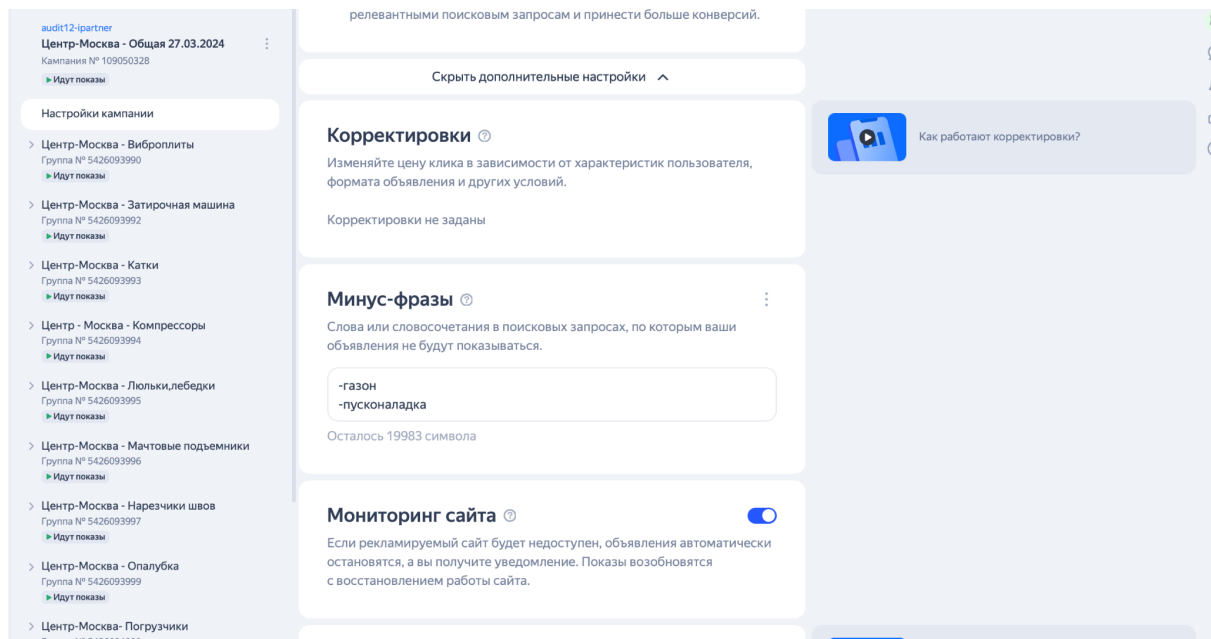 audit12-ipartner
Центр-Москва - Общая 27.03.2024
Кампания № 109050328
Идут показы
Настройки кампании
Центр-Москва - Виброплиты
Группа № 5426093990
Идут показы
Центр-Москва - Затирочная машина
Группа № 5426093992
Идут показы
Центр-Москва - Катки
Группа № 5426093993
Идут показы
Центр - Москва - Компрессоры
Группа № 5426093994
Идут показы
Центр-Москва - Люльки,лебедки
Группа № 5426093995
Идут показы
Центр-Москва - Мачтовые подъемники
Группа № 5426093996
Идут показы
Центр-Москва - Нарезчики швов
Группа № 5426093997
Идут показы
Центр-Москва - Опалубка
Группа № 5426093999
Идут показы
Центр-Москва- Погрузчики
релевантными поисковым запросам и принести больше конверсий.
Скрыть дополнительные настройки
Корректировки
Изменяйте цену клика в зависимости от характеристик пользователя,
формата объявления и других условий.
Корректировки не заданы
Минус-фразы
Слова или словосочетания в поисковых запросах, по которым ваши
объявления не будут показываться.
-газон
-пусконаладка
Осталось 19983 символа
Мониторинг сайта
Если рекламируемый сайт будет недоступен, объявления автоматически
остановятся, а вы получите уведомление. Показы возобновятся
с восстановлением работы сайта.
Как работают корректировки?